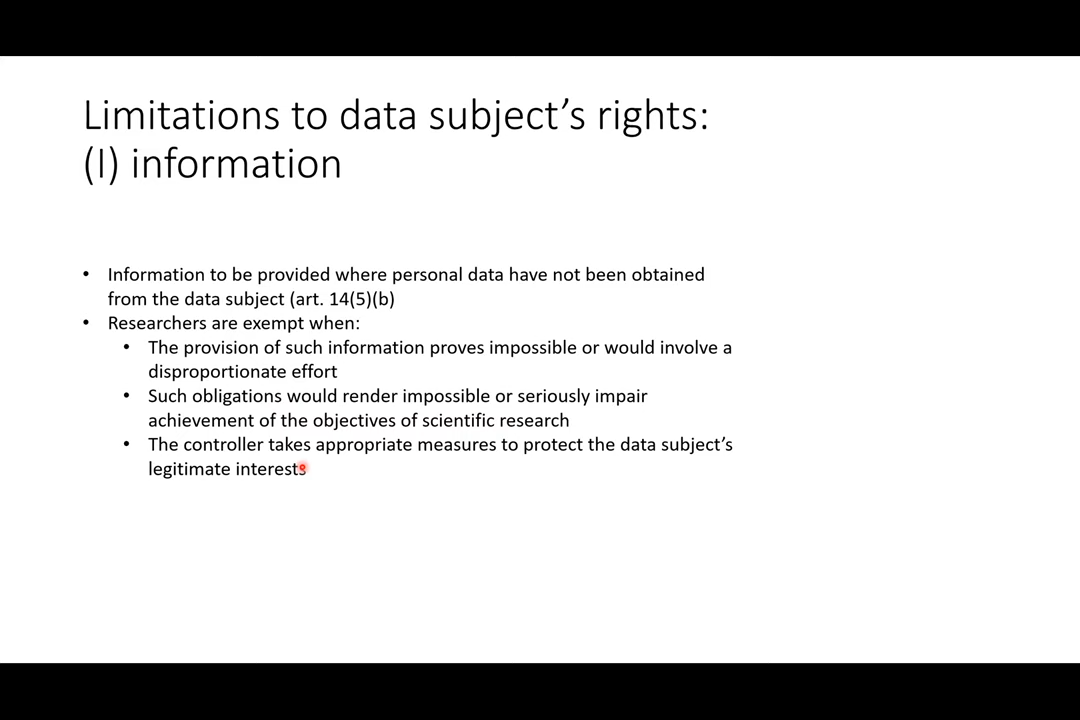 Limitations to data subject’s rights:
(I) information
• Information to be provided where personal data have not been obtained
from the data subject (art. 14(5)(b)
• Researchers are exempt when:
• The provision of such information proves impossible or would involve a
disproportionate effort
• Such obligations would render impossible or seriously impair
achievement of the objectives of scientific research
• The controller takes appropriate measures to protect the data subject’s
legitimate interests